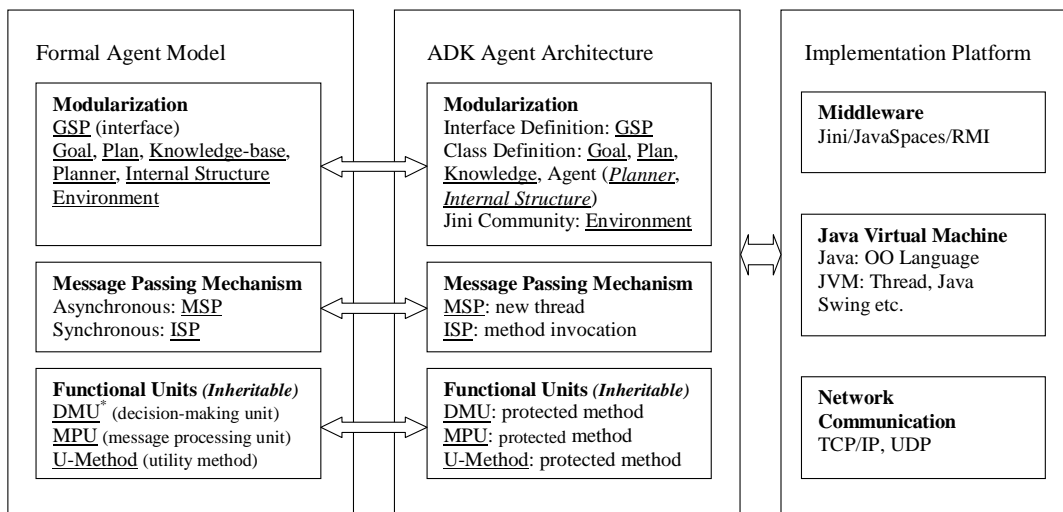 Formal Agent Model
Modularization
GSP (interface)
Goal, Plan, Knowledge-base,
Planner, Internal Structure
Environment
Message Passing Mechanism
Asynchronous: MSP
Synchronous: ISP
Functional Units (Inheritable)
DMU* (decision-making unit)
MPU (message processing unit)
U-Method (utility method)
ADK Agent Architecture
Modularization
Interface Definition: GSP
Class Definition: Goal, Plan,
Knowledge, Agent (Planner,
Internal Structure)
Jini Community: Environment
Message Passing Mechanism
MSP: new thread
ISP: method invocation
Functional Units (Inheritable)
DMU: protected method
MPU: protected method
U-Method: protected method
Implementation Platform
Middleware
Jini/JavaSpaces/RMI
Java Virtual Machine
Java: OO Language
JVM: Thread, Java
Swing etc.
Network
Communication
TCP/IP, UDP